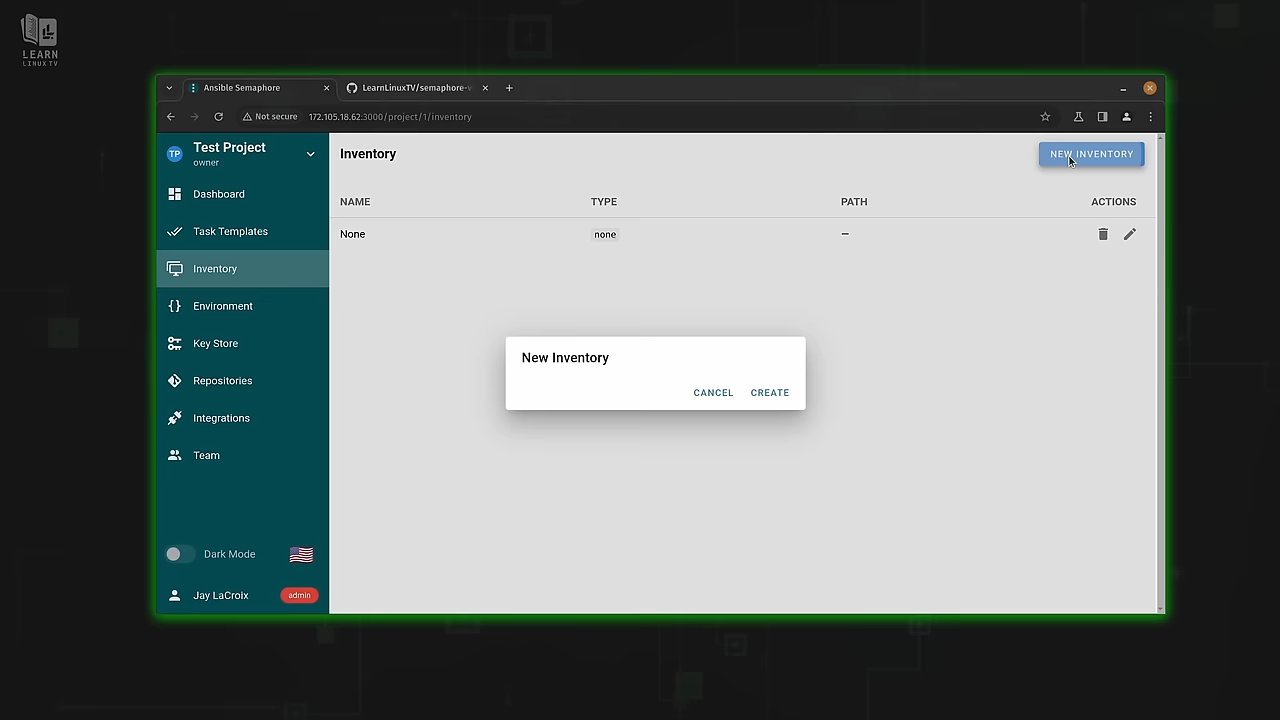 LEARN
LINUX TV
Ansible Semaphore
LearnLinuxTV/semaphore-
Not secure
172.105.18.62:3000/project/1/inventory
TP
Test Project
owner
Dashboard
Task Templates
Inventory
Environment
Key Store
Repositories
Integrations
Team
Dark Mode
Jay LaCroix
admin
Inventory
NEW INVENTORY
NAME TYPE PATH ACTIONS
None none —
New Inventory
CANCEL CREATE